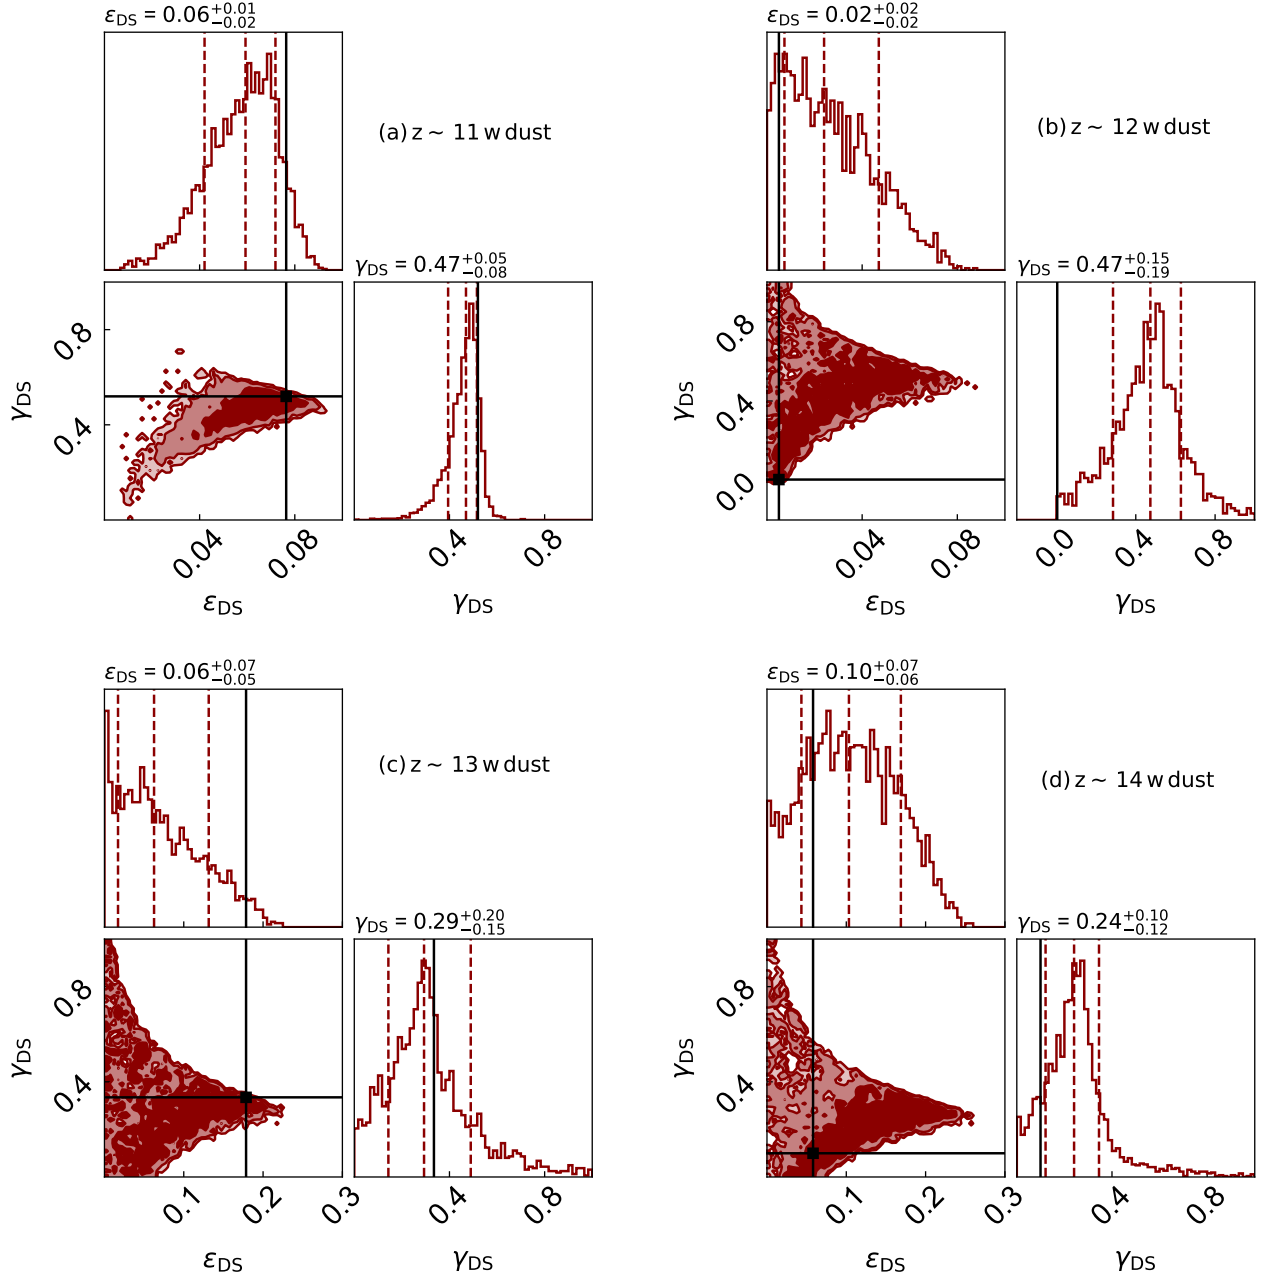 ε_DS = 0.06^{+0.01}_{−0.02}
(a) z ~ 11 w dust
γ_DS = 0.47^{+0.05}_{−0.08}
0.8
0.4
γ_DS
0.04
0.08
ε_DS
0.4
0.8
γ_DS
ε_DS = 0.02^{+0.02}_{−0.02}
(b) z ~ 12 w dust
γ_DS = 0.47^{+0.15}_{−0.19}
0.8
0.4
0.0
γ_DS
0.04
0.08
ε_DS
0.0
0.4
0.8
γ_DS
ε_DS = 0.06^{+0.07}_{−0.05}
(c) z ~ 13 w dust
γ_DS = 0.29^{+0.20}_{−0.15}
0.8
0.4
γ_DS
0.1
0.2
0.3
ε_DS
0.4
0.8
γ_DS
ε_DS = 0.10^{+0.07}_{−0.06}
(d) z ~ 14 w dust
γ_DS = 0.24^{+0.10}_{−0.12}
0.8
0.4
γ_DS
0.1
0.2
0.3
ε_DS
0.4
0.8
γ_DS